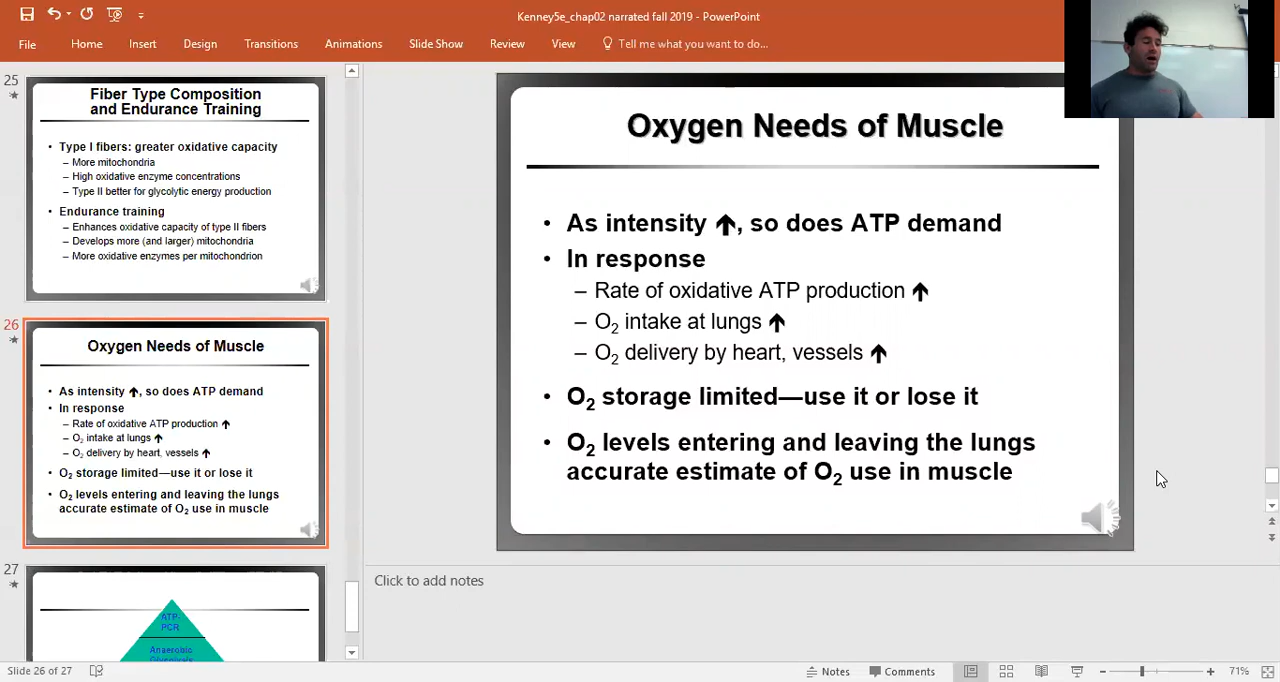 Kenney5e_chap02 narrated fall 2019 - PowerPoint
File Home Insert Design Transitions Animations Slide Show Review View Tell me what you want to do...
25
Fiber Type Composition
and Endurance Training
• Type I fibers: greater oxidative capacity
– More mitochondria
– High oxidative enzyme concentrations
– Type II better for glycolytic energy production
• Endurance training
– Enhances oxidative capacity of type II fibers
– Develops more (and larger) mitochondria
– More oxidative enzymes per mitochondrion
26
Oxygen Needs of Muscle
• As intensity ↑, so does ATP demand
• In response
– Rate of oxidative ATP production ↑
– O₂ intake at lungs ↑
– O₂ delivery by heart, vessels ↑
• O₂ storage limited—use it or lose it
• O₂ levels entering and leaving the lungs
accurate estimate of O₂ use in muscle
27
ATP-
PCR
Anaerobic
Glycolysis
Oxygen Needs of Muscle
• As intensity ↑, so does ATP demand
• In response
– Rate of oxidative ATP production ↑
– O₂ intake at lungs ↑
– O₂ delivery by heart, vessels ↑
• O₂ storage limited—use it or lose it
• O₂ levels entering and leaving the lungs
accurate estimate of O₂ use in muscle
Click to add notes
Slide 26 of 27 Notes Comments 71%